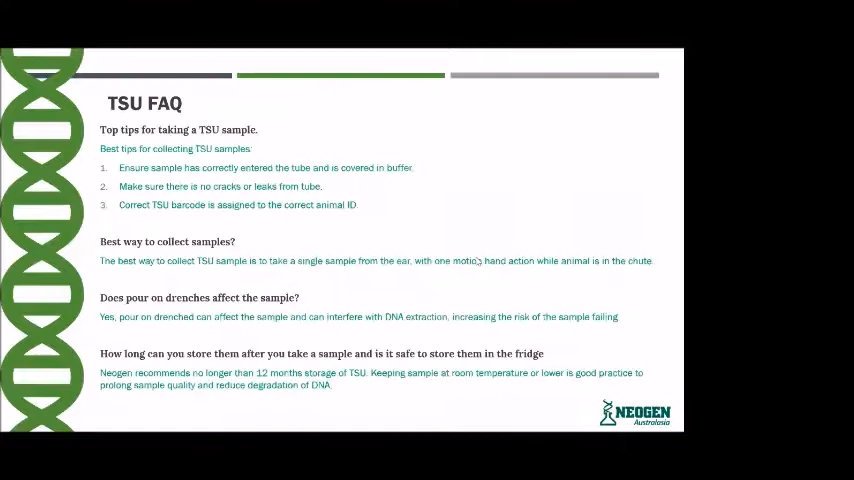 TSU FAQ
Top tips for taking a TSU sample.
Best tips for collecting TSU samples:
1. Ensure sample has correctly entered the tube and is covered in buffer.
2. Make sure there is no cracks or leaks from tube.
3. Correct TSU barcode is assigned to the correct animal ID
Best way to collect samples?
The best way to collect TSU sample is to take a single sample from the ear, with one motion hand action while animal is in the chute.
Does pour on drenches affect the sample?
Yes, pour on drenched can affect the sample and can interfere with DNA extraction, increasing the risk of the sample failing
How long can you store them after you take a sample and is it safe to store them in the fridge
Neogen recommends no longer than 12 months storage of TSU. Keeping sample at room temperature or lower is good practice to
prolong sample quality and reduce degradation of DNA.
NEOGEN
Australasia